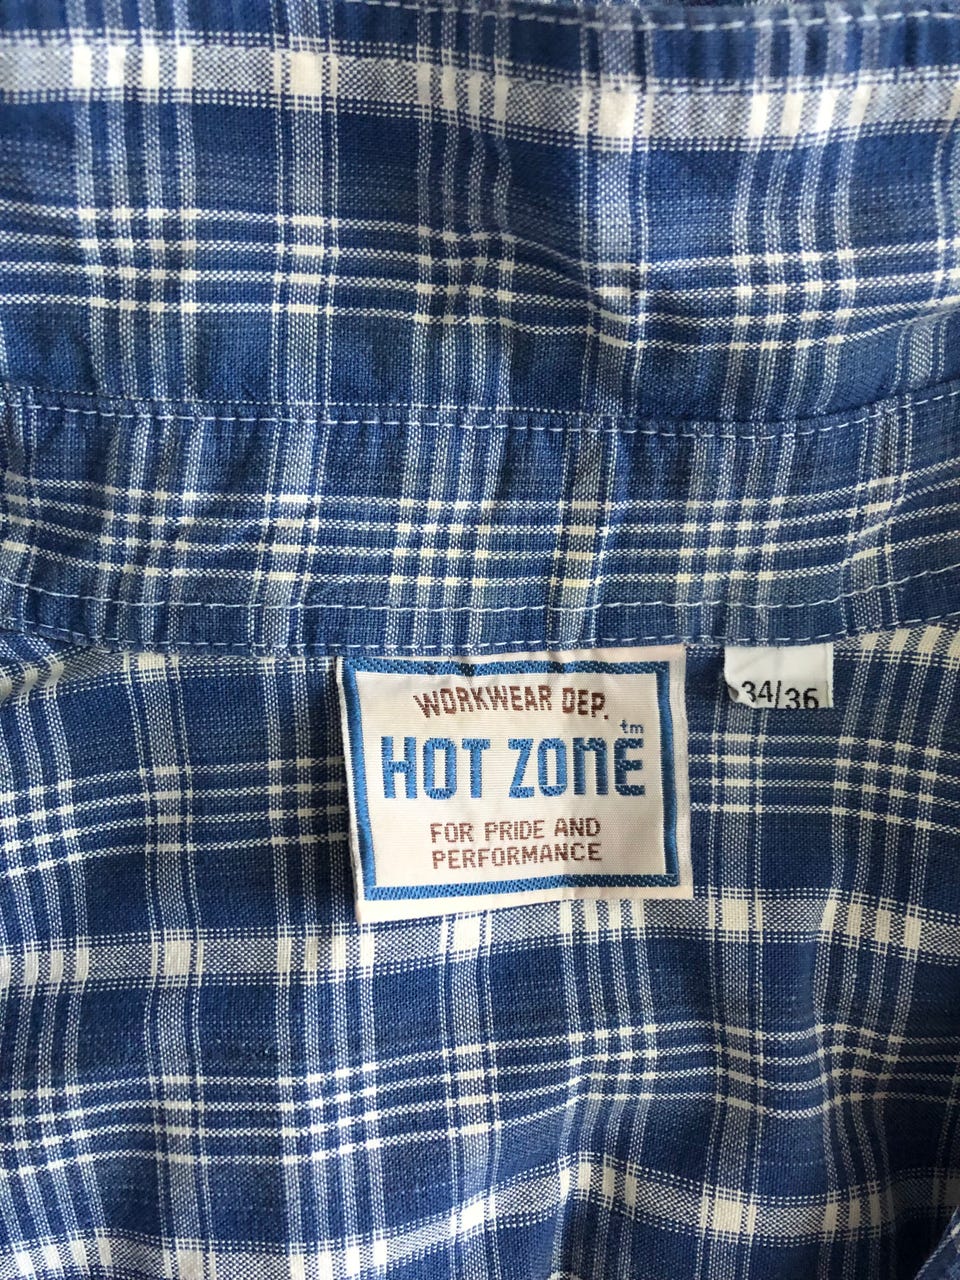 WORKWEAR DEP.
HOT ZONE tm
FOR PRIDE AND
PERFORMANCE
34/36